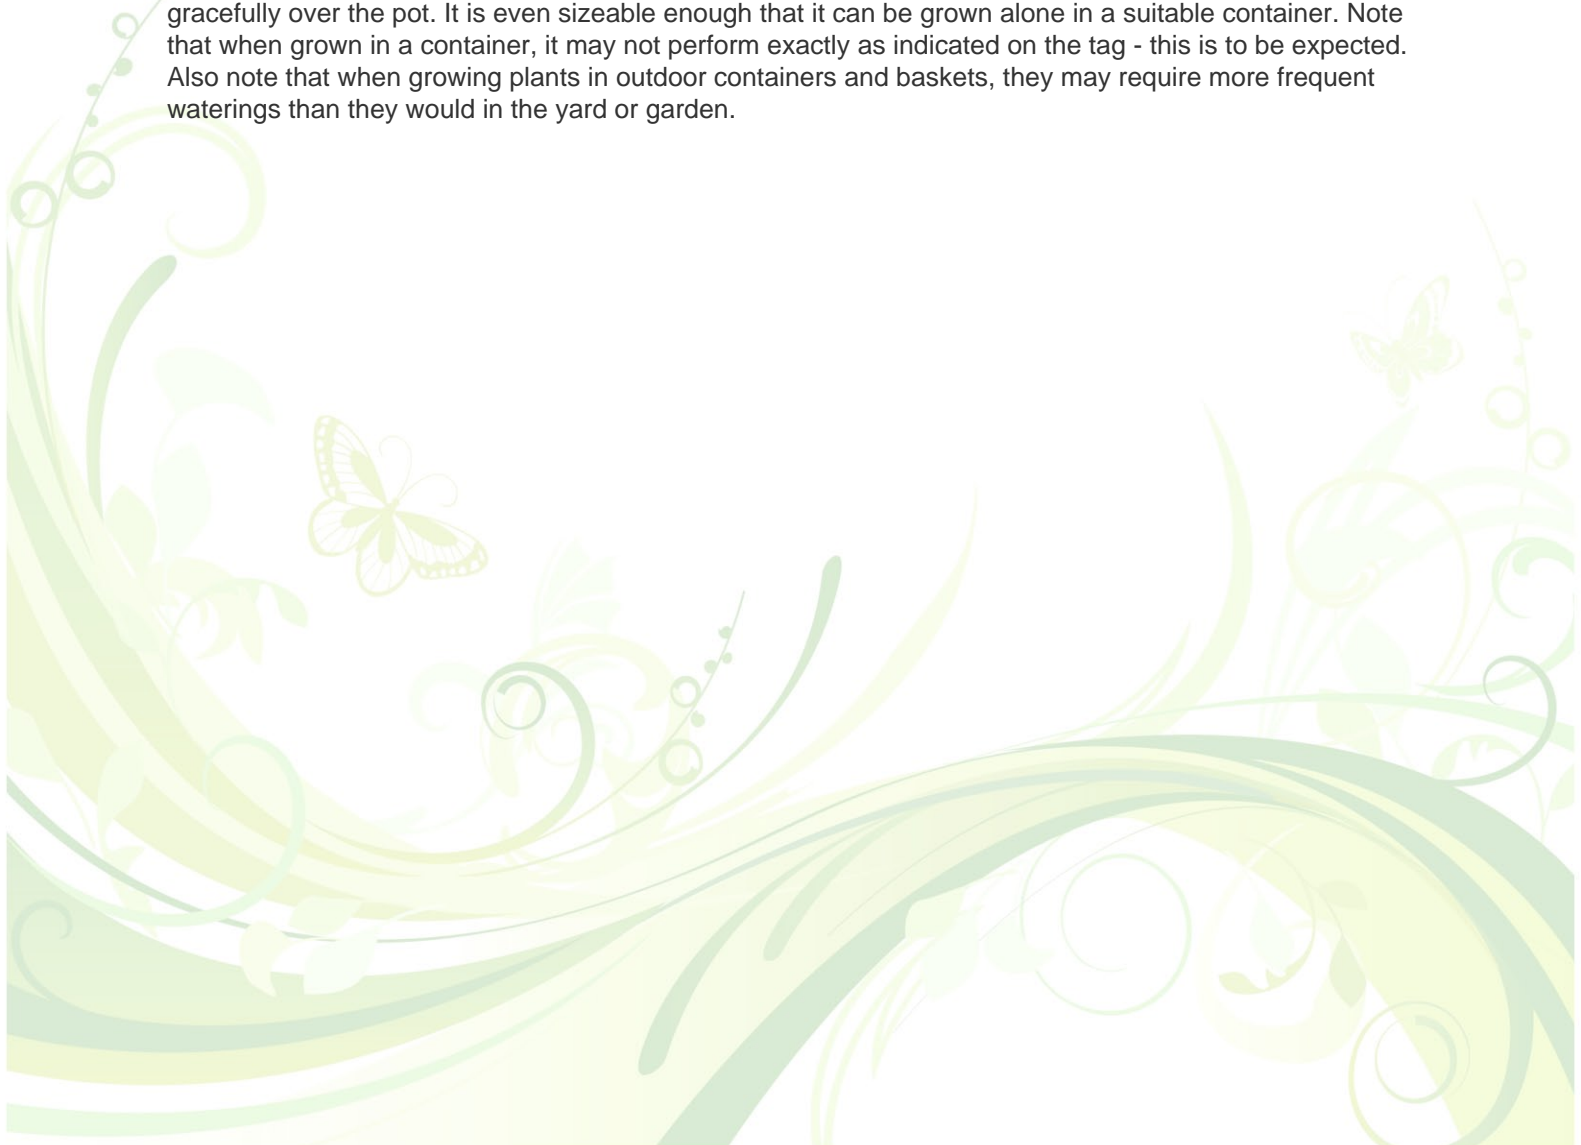 gracefully over the pot. It is even sizeable enough that it can be grown alone in a suitable container. Note
that when grown in a container, it may not perform exactly as indicated on the tag - this is to be expected.
Also note that when growing plants in outdoor containers and baskets, they may require more frequent
waterings than they would in the yard or garden.